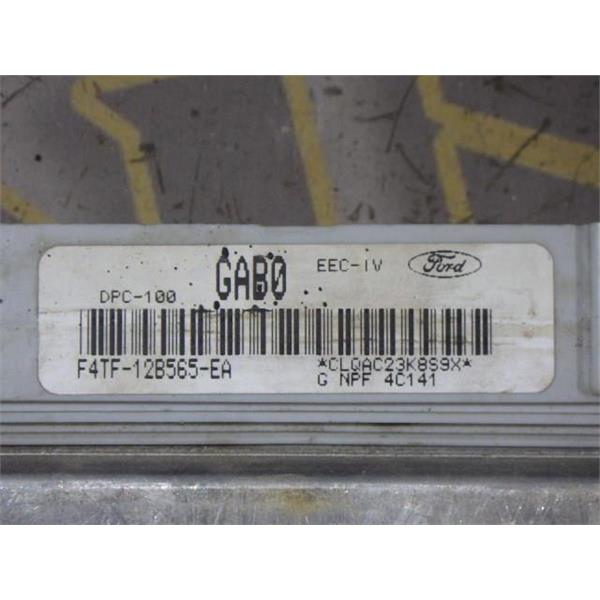 GAB0 EEC-IV Ford
DPC-100
F4TF-12B565-EA *CLQAC23K8S9X*
G NPF 4C141